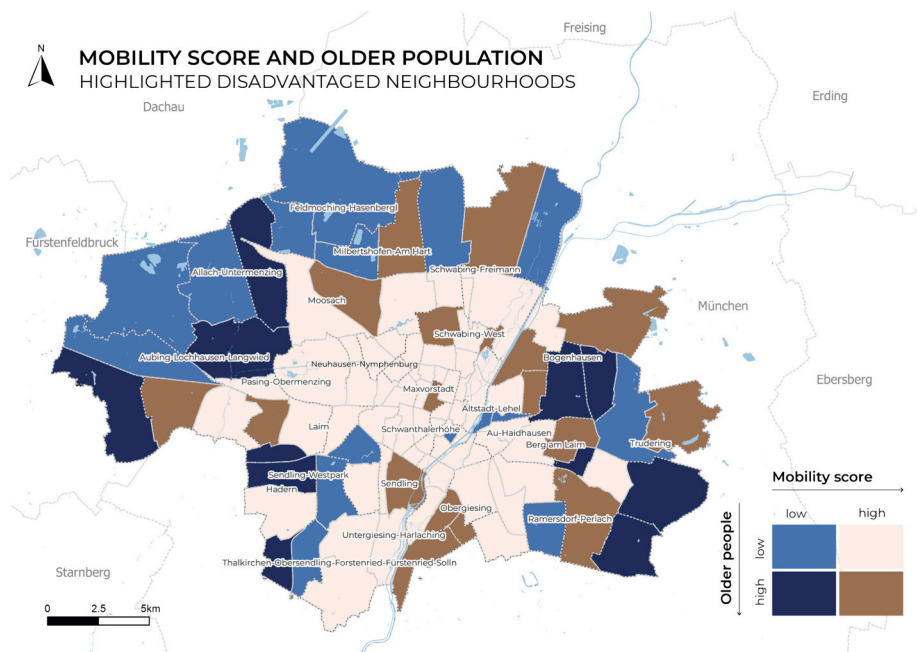 Freising
N
MOBILITY SCORE AND OLDER POPULATION
HIGHLIGHTED DISADVANTAGED NEIGHBOURHOODS
Dachau
Erding
Feldmoching-Hasenbergl
Fürstenfeldbruck
Milbertshofen-Am Hart
Allach-Untermenzing
Schwabing-Freimann
Moosach
München
Schwabing-West
Aubing-Lochhausen-Langwied
Bogenhausen
Neuhausen-Nymphenburg
Pasing-Obermenzing
Ebersberg
Maxvorstadt
Altstadt-Lehel
Laim
Schwanthalerhöhe
Au-Haidhausen
Berg am Laim
Trudering
Sendling-Westpark
Hadern
Sendling
Mobility score
Obergiesing
low high
Ramersdorf-Perlach
Untergiesing-Harlaching
Thalkirchen-Obersendling-Forstenried-Fürstenried-Solln
Starnberg
Older people
low
high
0 2.5 5km